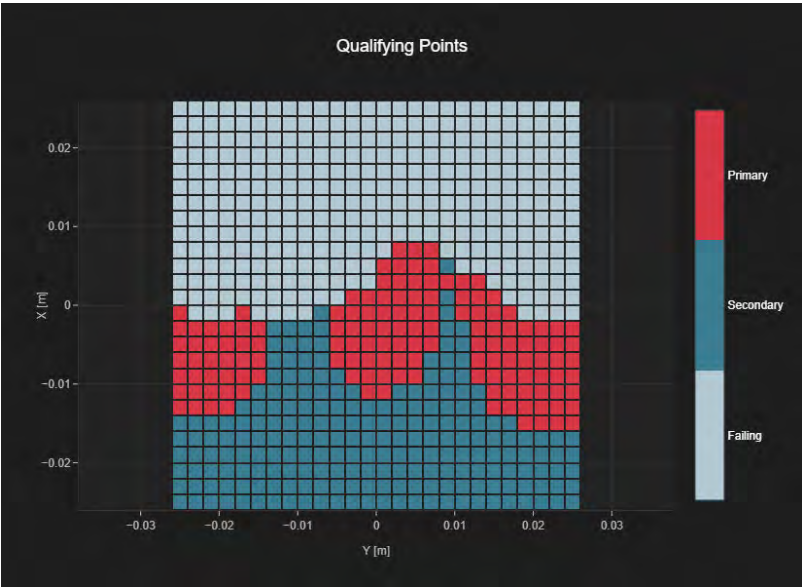 Qualifying Points
0.02
0.01
0
−0.01
−0.02
X [m]
−0.03
−0.02
−0.01
0
0.01
0.02
0.03
Y [m]
Primary
Secondary
Failing